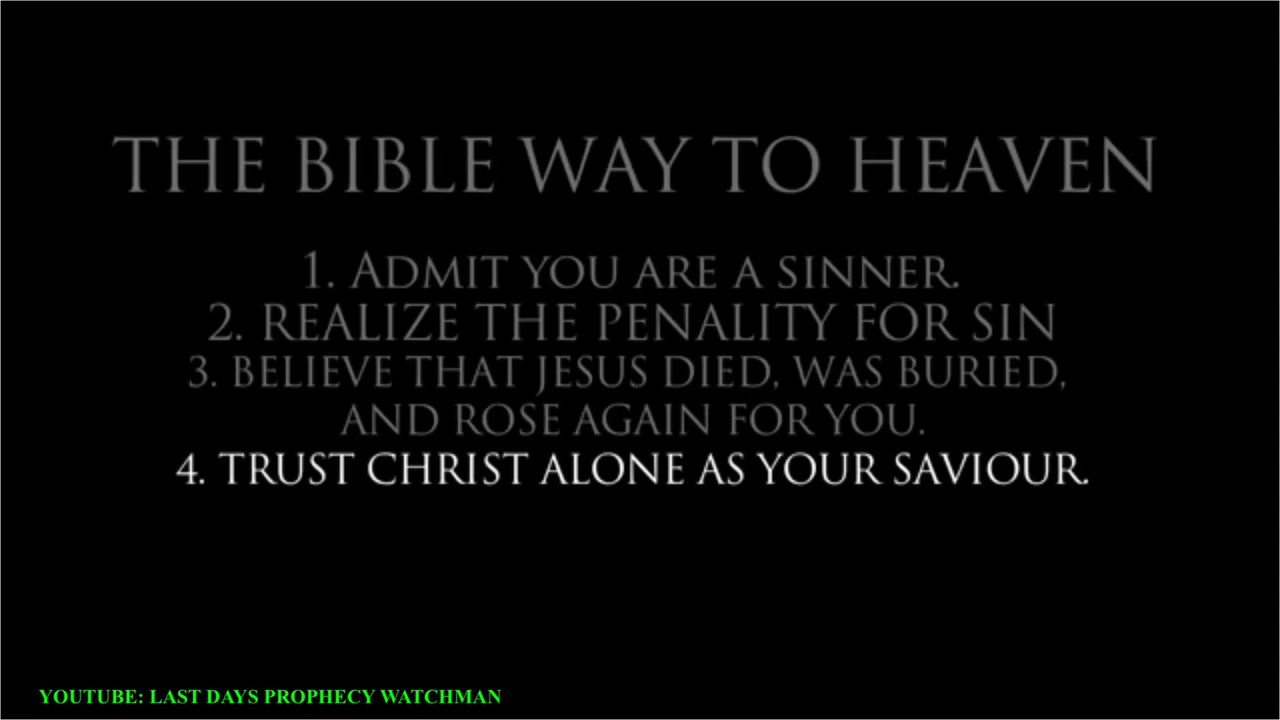 THE BIBLE WAY TO HEAVEN
1. ADMIT YOU ARE A SINNER.
2. REALIZE THE PENALITY FOR SIN
3. BELIEVE THAT JESUS DIED, WAS BURIED,
AND ROSE AGAIN FOR YOU.
4. TRUST CHRIST ALONE AS YOUR SAVIOUR.
YOUTUBE: LAST DAYS PROPHECY WATCHMAN